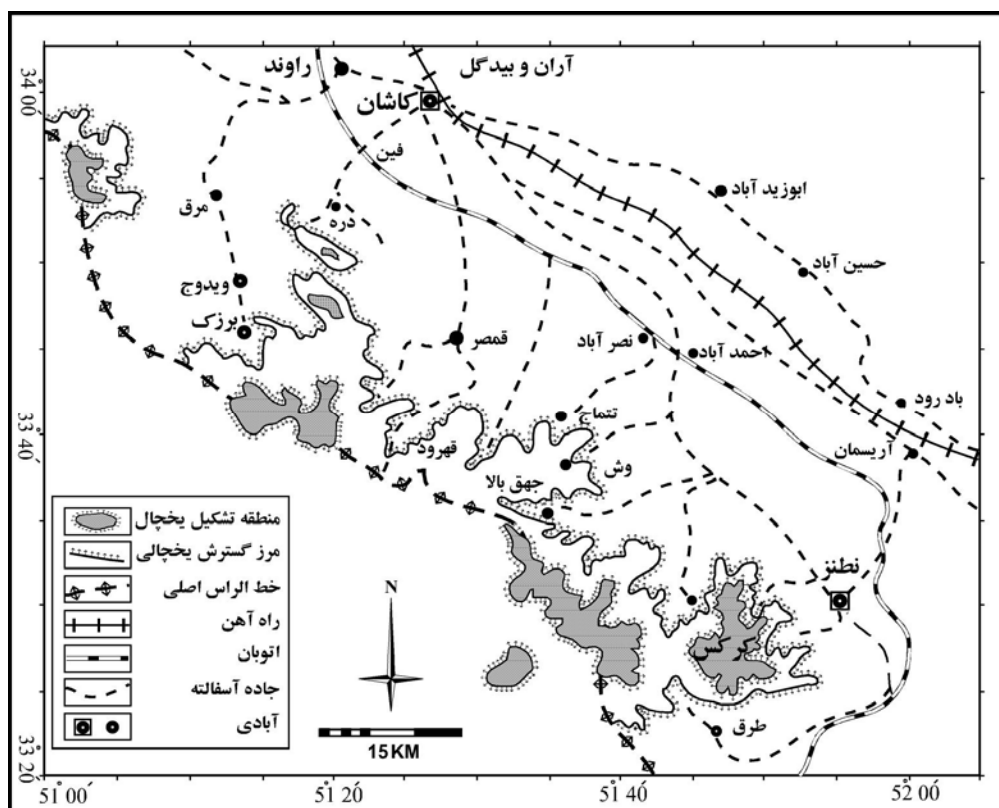 آران و بیدگل
راوند
کاشان
فین
ابوزید آباد
مرق
دره
حسین آباد
ویدوج
برزک
قمصر
نصر آباد
احمد آباد
باد رود
تتماج
آریسمان
قهرود
وش
جهق بالا
نطنز
کرکس
طرق
منطقه تشکیل یخچال
مرز گسترش یخچالی
خط الراس اصلی
راه آهن
اتوبان
جاده آسفالته
آبادی
N
15 KM
34° 00′
33° 40′
33° 20′
51° 00′
51° 20′
51° 40′
52° 00′